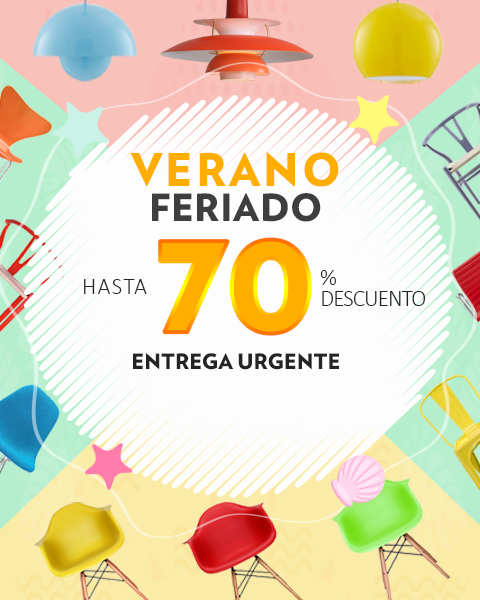 VERANO
FERIADO
HASTA 70 % DESCUENTO
ENTREGA URGENTE